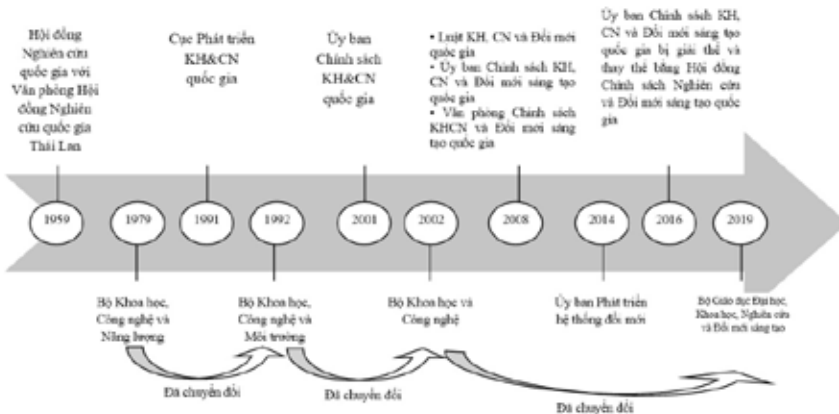 Hội đồng
Nghiên cứu
quốc gia với
Văn phòng Hội
đồng Nghiên
cứu quốc gia
Thái Lan
Cục Phát triển
KH&CN
quốc gia
Ủy ban
Chính sách
KH&CN
quốc gia
• Luật KH, CN và Đổi mới
quốc gia
• Ủy ban Chính sách KH,
CN và Đổi mới sáng tạo
quốc gia
• Văn phòng Chính sách
KHCN và Đổi mới sáng
tạo quốc gia
Ủy ban Chính sách KH,
CN và Đổi mới sáng tạo
quốc gia bị giải thể và
thay thế bằng Hội đồng
Chính sách Nghiên cứu
và Đổi mới sáng tạo quốc
gia
1959
1979
1991
1992
2001
2002
2008
2014
2016
2019
Bộ Khoa học,
Công nghệ và
Năng lượng
Bộ Khoa học,
Công nghệ và
Môi trường
Bộ Khoa học và
Công nghệ
Ủy ban Phát triển
hệ thống đổi mới
Bộ Giáo dục Đại học,
Khoa học, Nghiên cứu
và Đổi mới sáng tạo
Đã chuyển đổi
Đã chuyển đổi
Đã chuyển đổi